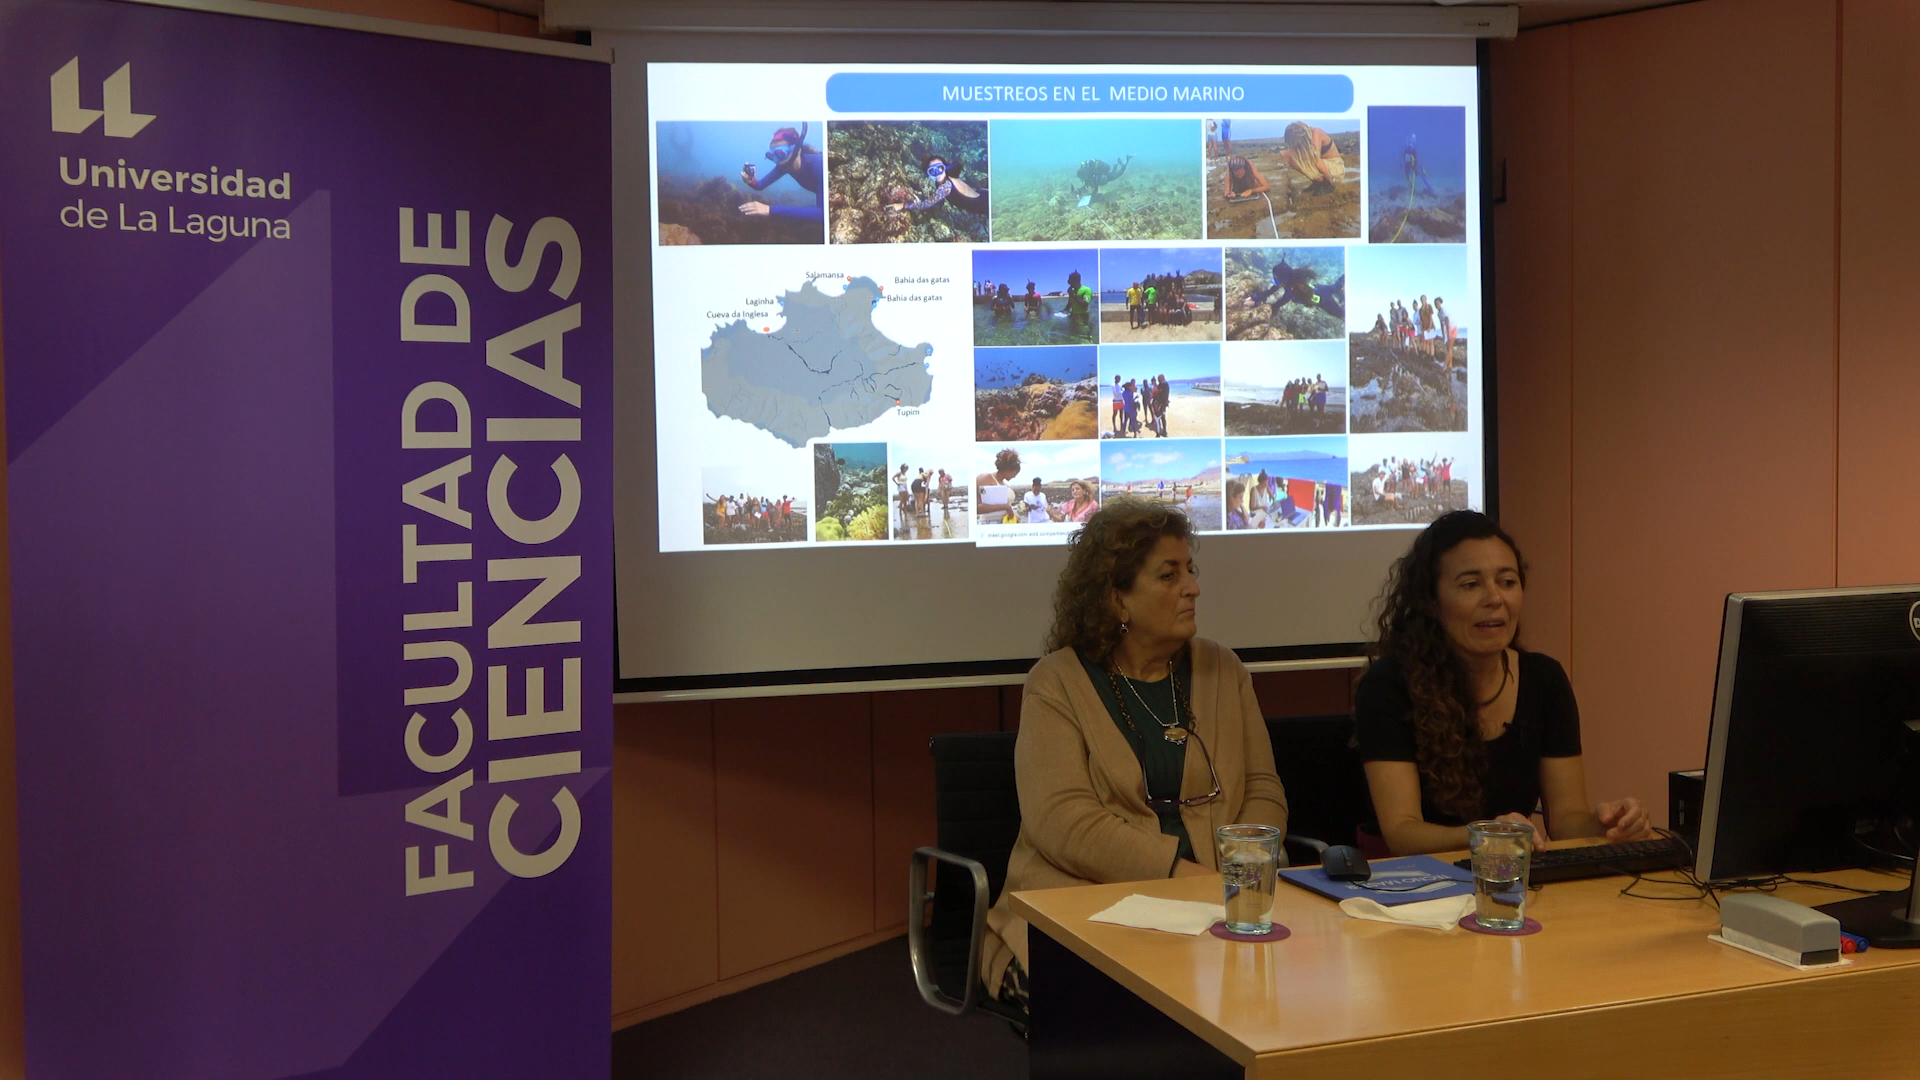 Universidad
de La Laguna
FACULTAD DE
CIENCIAS
MUESTREOS EN EL MEDIO MARINO
Salamansa
Bahia das gatas
Bahia das gatas
Laginha
Cueva da Inglesa
Tupim